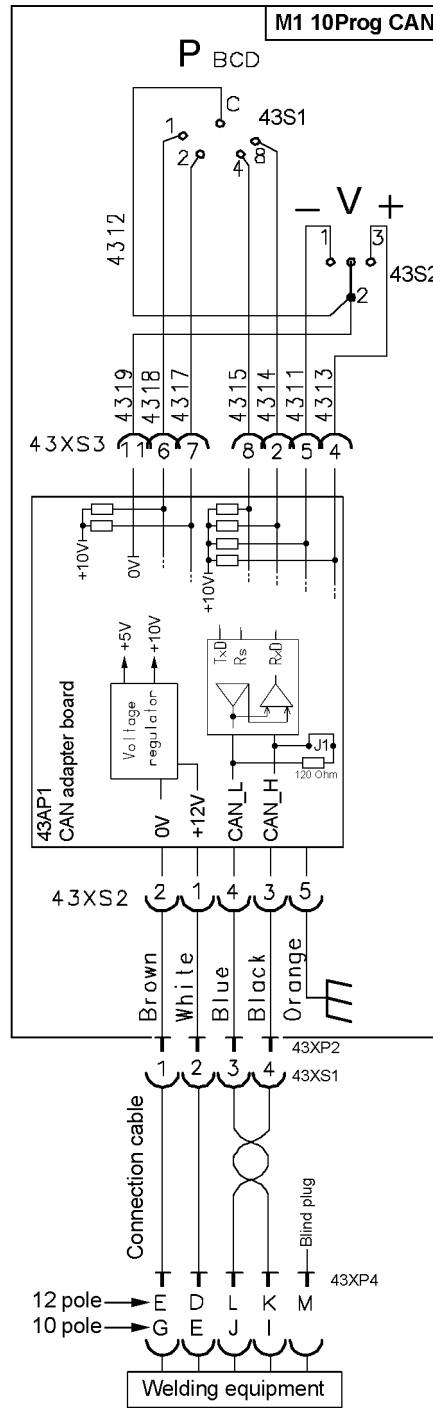 M1 10Prog CAN
P BCD
C
43S1
1
2
4
8
4312
− V +
1
3
43S2
2
4319
4318
4317
4315
4314
4311
4313
43XS3
11 6 7 8 2 5 4
+10V
0V
+10V
+5V
+10V
TxD
Rs
RxD
Voltage
regulator
J1
120 Ohm
43AP1
CAN adapter board
0V
+12V
CAN_L
CAN_H
43XS2
2 1 4 3 5
Brown
White
Blue
Black
Orange
43XP2
1 2 3 4
43XS1
Connection cable
Blind plug
43XP4
12 pole E D L K M
10 pole G E J I
Welding equipment